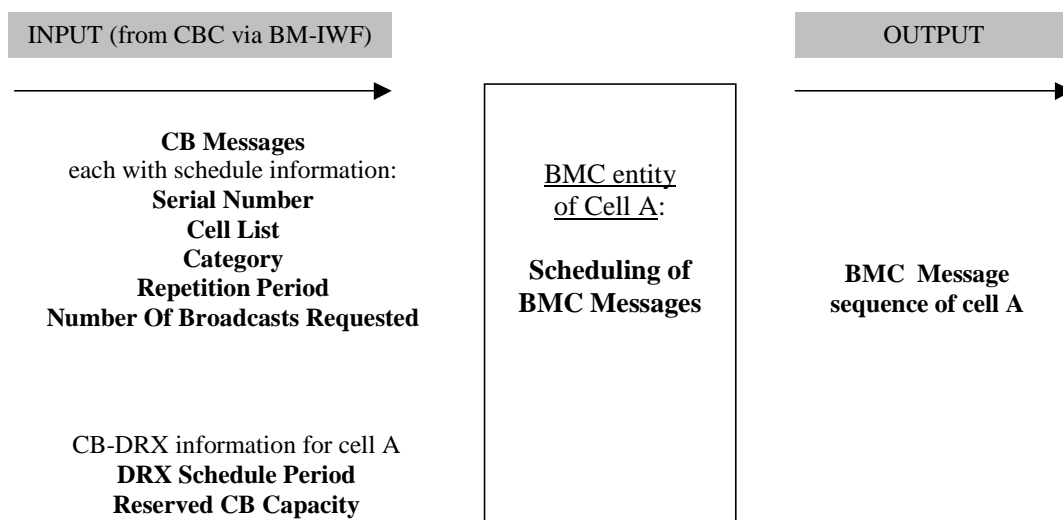 INPUT (from CBC via BM-IWF)
OUTPUT
CB Messages
each with schedule information:
Serial Number
Cell List
Category
Repetition Period
Number Of Broadcasts Requested
BMC entity
of Cell A:
Scheduling of
BMC Messages
BMC Message
sequence of cell A
CB-DRX information for cell A
DRX Schedule Period
Reserved CB Capacity